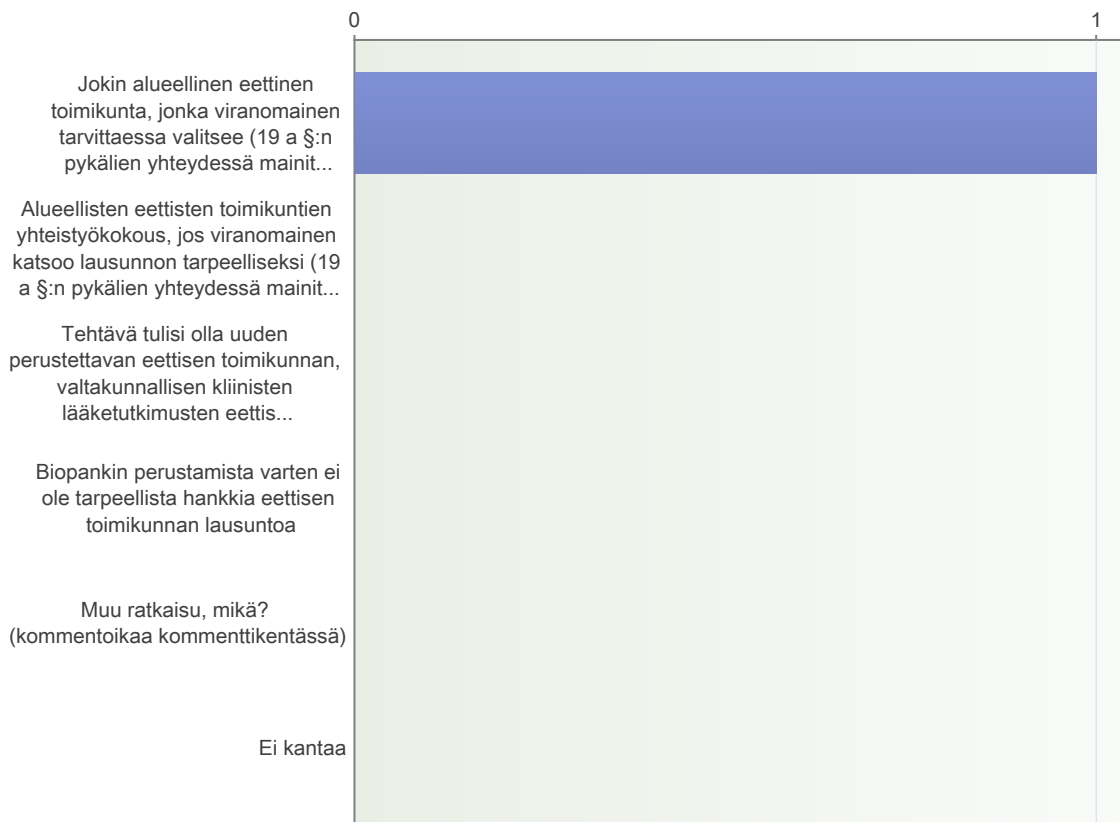 0 1
Jokin alueellinen eettinen
toimikunta, jonka viranomainen
tarvittaessa valitsee (19 a §:n
pykälien yhteydessä mainit...
Alueellisten eettisten toimikuntien
yhteistyökokous, jos viranomainen
katsoo lausunnon tarpeelliseksi (19
a §:n pykälien yhteydessä mainit...
Tehtävä tulisi olla uuden
perustettavan eettisen toimikunnan,
valtakunnallisen kliinisten
lääketutkimusten eettis...
Biopankin perustamista varten ei
ole tarpeellista hankkia eettisen
toimikunnan lausuntoa
Muu ratkaisu, mikä?
(kommentoikaa kommenttikentässä)
Ei kantaa